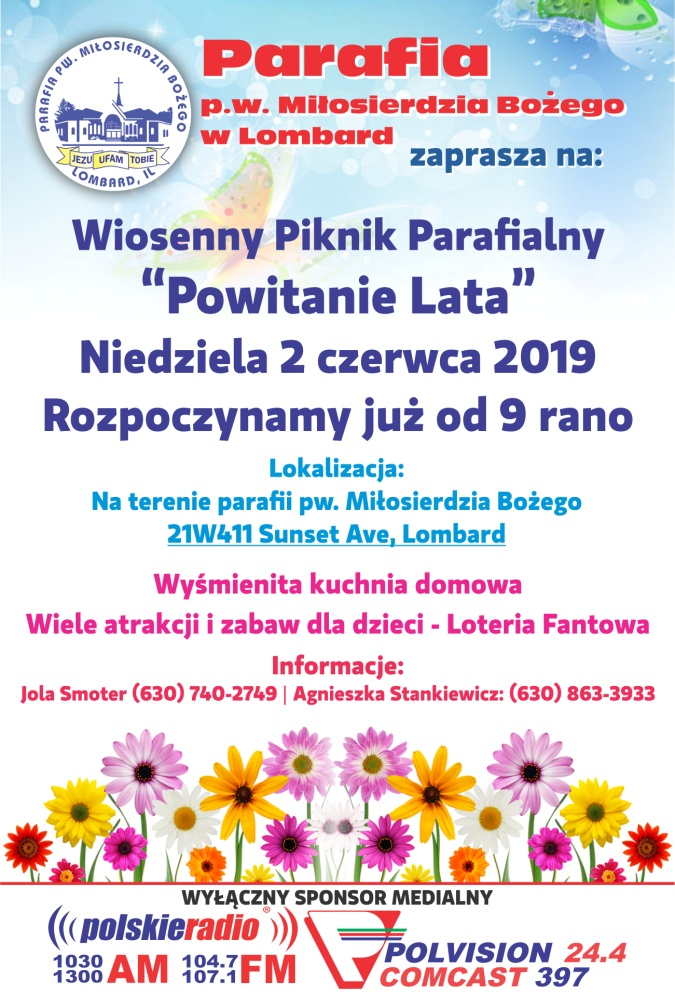 PARAFIA PW. MIŁOSIERDZIA BOŻEGO
JEZU UFAM TOBIE
LOMBARD, IL
Parafia
p.w. Miłosierdzia Bożego
w Lombard
zaprasza na:
Wiosenny Piknik Parafialny
“Powitanie Lata”
Niedziela 2 czerwca 2019
Rozpoczynamy już od 9 rano
Lokalizacja:
Na terenie parafii pw. Miłosierdzia Bożego
21W411 Sunset Ave, Lombard
Wyśmienita kuchnia domowa
Wiele atrakcji i zabaw dla dzieci - Loteria Fantowa
Informacje:
Jola Smoter (630) 740-2749 | Agnieszka Stankiewicz: (630) 863-3933
WYŁĄCZNY SPONSOR MEDIALNY
polskieradio®
1030 1300 AM 104.7 107.1 FM
POLVISION 24.4
COMCAST 397